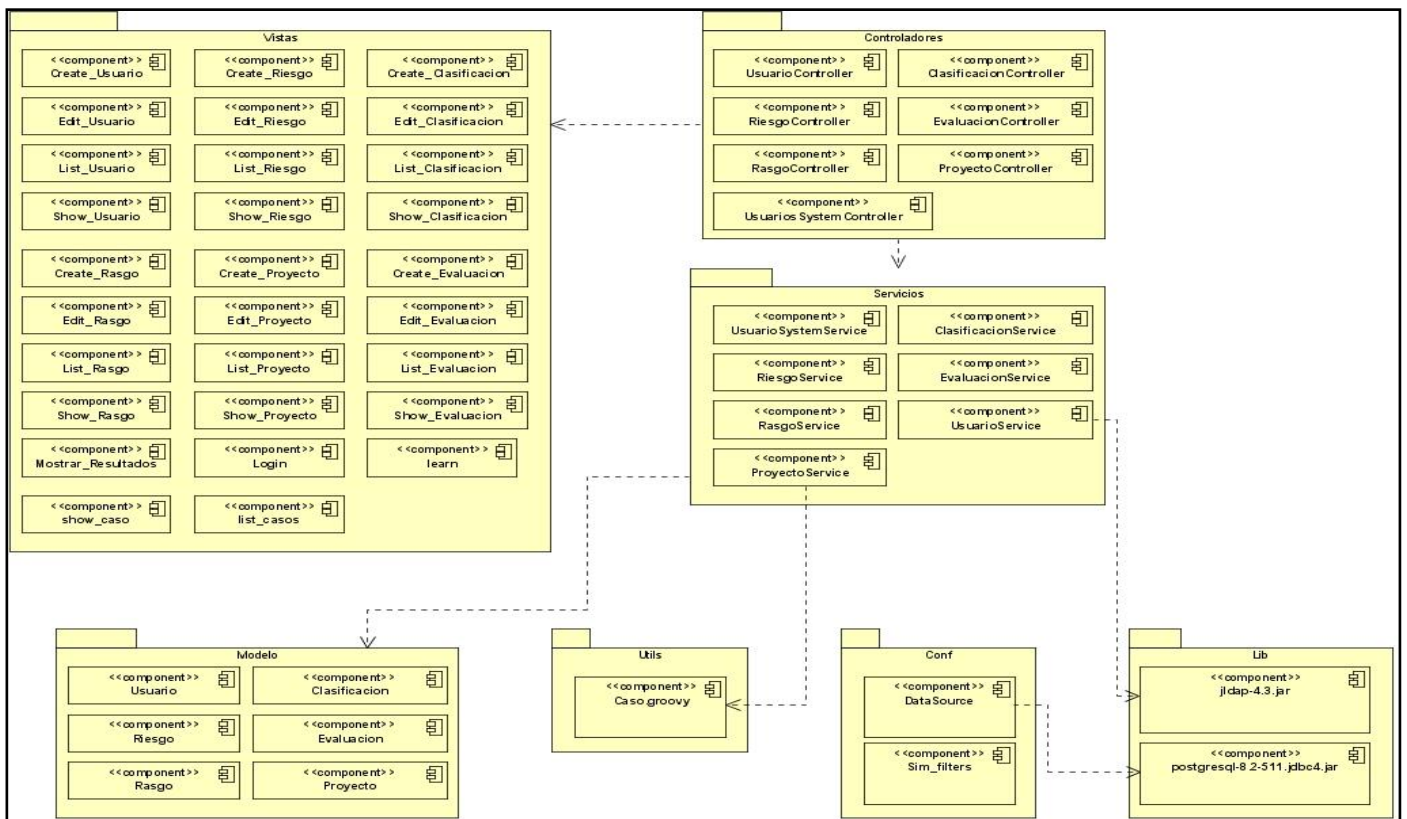 Vistas
<<component>>
Create_Usuario
<<component>>
Create_Riesgo
<<component>>
Create_Clasificacion
<<component>>
Edit_Usuario
<<component>>
Edit_Riesgo
<<component>>
Edit_Clasificacion
<<component>>
List_Usuario
<<component>>
List_Riesgo
<<component>>
List_Clasificacion
<<component>>
Show_Usuario
<<component>>
Show_Riesgo
<<component>>
Show_Clasificacion
<<component>>
Create_Rasgo
<<component>>
Create_Proyecto
<<component>>
Create_Evaluacion
<<component>>
Edit_Rasgo
<<component>>
Edit_Proyecto
<<component>>
Edit_Evaluacion
<<component>>
List_Rasgo
<<component>>
List_Proyecto
<<component>>
List_Evaluacion
<<component>>
Show_Rasgo
<<component>>
Show_Proyecto
<<component>>
Show_Evaluacion
<<component>>
Mostrar_Resultados
<<component>>
Login
<<component>>
learn
<<component>>
show_caso
<<component>>
list_casos
Controladores
<<component>>
UsuarioController
<<component>>
ClasificacionController
<<component>>
RiesgoController
<<component>>
EvaluacionController
<<component>>
RasgoController
<<component>>
ProyectoController
<<component>>
UsuariosSystemController
Servicios
<<component>>
UsuarioSystemService
<<component>>
ClasificacionService
<<component>>
RiesgoService
<<component>>
EvaluacionService
<<component>>
RasgoService
<<component>>
UsuarioService
<<component>>
ProyectoService
Modelo
<<component>>
Usuario
<<component>>
Clasificacion
<<component>>
Riesgo
<<component>>
Evaluacion
<<component>>
Rasgo
<<component>>
Proyecto
Utils
<<component>>
Caso.groovy
Conf
<<component>>
DataSource
<<component>>
Sim_filters
Lib
<<component>>
jldap-4.3.jar
<<component>>
postgresql-8.2-511.jdbc4.jar